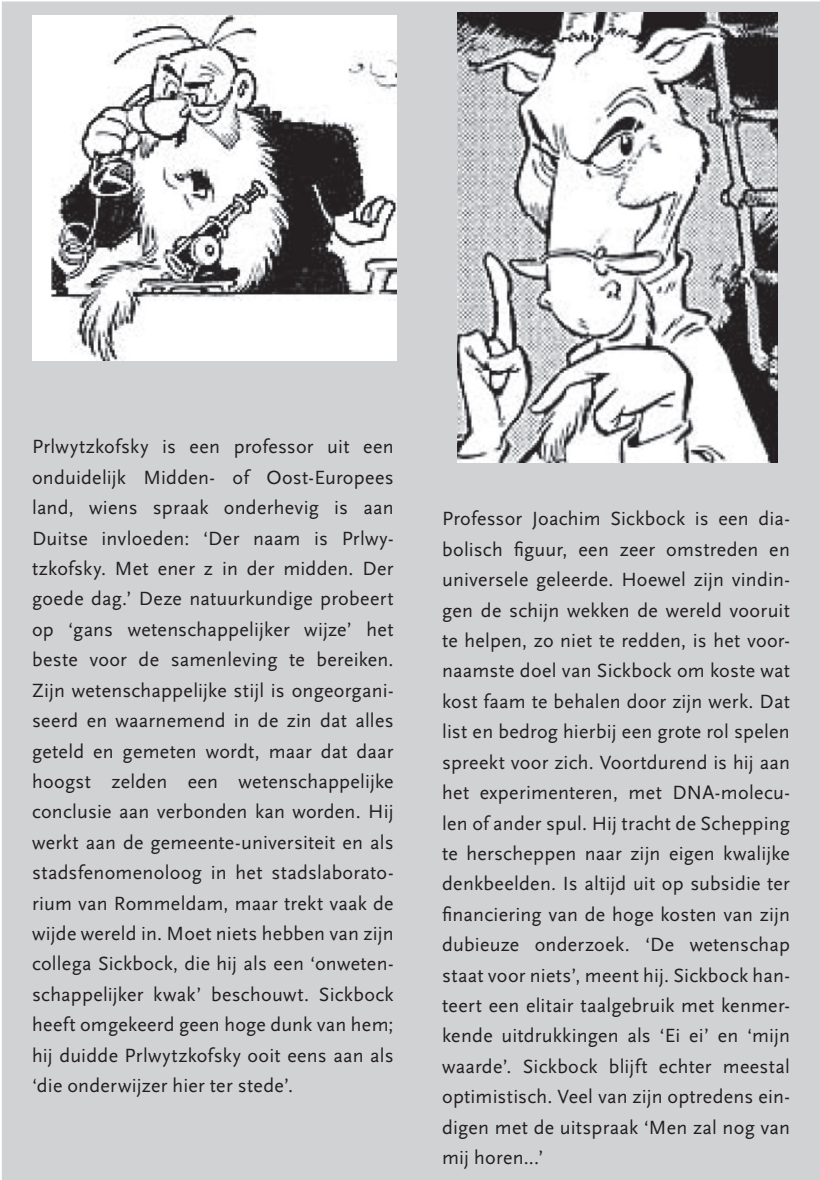 Prlwytzkofsky is een professor uit een
onduidelijk Midden- of Oost-Europees
land, wiens spraak onderhevig is aan
Duitse invloeden: ‘Der naam is Prlwy-
tzkofsky. Met ener z in der midden. Der
goede dag.’ Deze natuurkundige probeert
op ‘gans wetenschappelijker wijze’ het
beste voor de samenleving te bereiken.
Zijn wetenschappelijke stijl is ongeorgani-
seerd en waarnemend in de zin dat alles
geteld en gemeten wordt, maar dat daar
hoogst zelden een wetenschappelijke
conclusie aan verbonden kan worden. Hij
werkt aan de gemeente-universiteit en als
stadsfenomenoloog in het stadslaborato-
rium van Rommeldam, maar trekt vaak de
wijde wereld in. Moet niets hebben van zijn
collega Sickbock, die hij als een ‘onweten-
schappelijker kwak’ beschouwt. Sickbock
heeft omgekeerd geen hoge dunk van hem;
hij duidde Prlwytzkofsky ooit eens aan als
‘die onderwijzer hier ter stede’.
Professor Joachim Sickbock is een dia-
bolisch figuur, een zeer omstreden en
universele geleerde. Hoewel zijn vindin-
gen de schijn wekken de wereld vooruit
te helpen, zo niet te redden, is het voor-
naamste doel van Sickbock om koste wat
kost faam te behalen door zijn werk. Dat
list en bedrog hierbij een grote rol spelen
spreekt voor zich. Voortdurend is hij aan
het experimenteren, met DNA-molecu-
len of ander spul. Hij tracht de Schepping
te herscheppen naar zijn eigen kwalijke
denkbeelden. Is altijd uit op subsidie ter
financiering van de hoge kosten van zijn
dubieuze onderzoek. ‘De wetenschap
staat voor niets’, meent hij. Sickbock han-
teert een elitair taalgebruik met kenmer-
kende uitdrukkingen als ‘Ei ei’ en ‘mijn
waarde’. Sickbock blijft echter meestal
optimistisch. Veel van zijn optredens ein-
digen met de uitspraak ‘Men zal nog van
mij horen...’